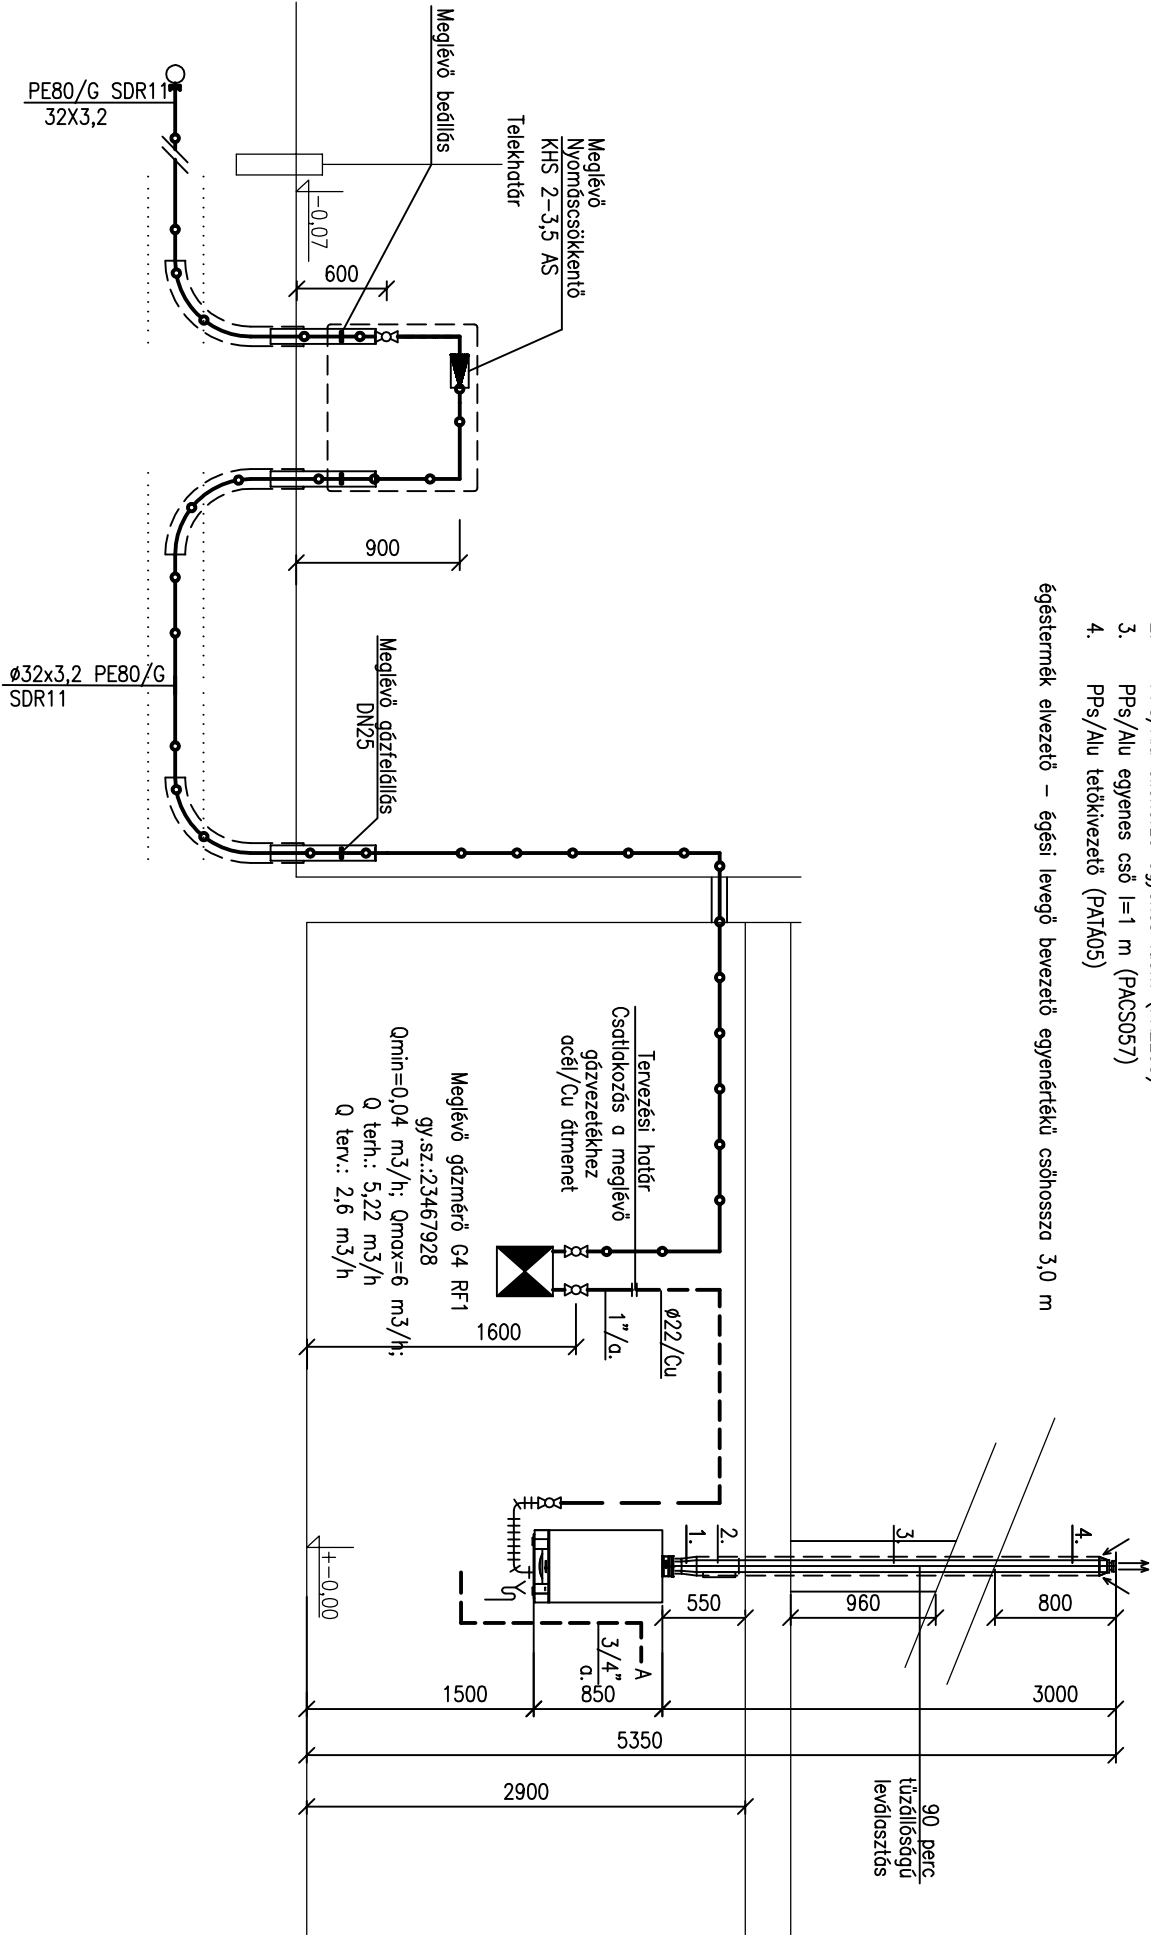 3. PPs/Alu egyenes cső l=1 m (PACS057)
4. PPs/Alu tetőkivezető (PATÁ05)
égéstermék elvezető – égési levegő bevezető egyenértékű csőhossza 3,0 m
Meglévő beállás
Telekhatár
Meglévő
Nyomáscsökkentő
KHS 2–3,5 AS
PE80/G SDR11
32X3,2
–0,07
600
900
ø32x3,2 PE80/G
SDR11
Meglévő gázfelállás
DN25
Tervezési határ
Csatlakozás a meglévő
gázvezetékhez
acél/Cu átmenet
Meglévő gázmérő G4 RF1
gy.sz.:23467928
Qmin=0,04 m3/h; Qmax=6 m3/h;
Q terh.: 5,22 m3/h
Q terv.: 2,6 m3/h
ø22/Cu
1"/a.
1600
1.
2.
3.
4.
+-0,00
550
960
800
A
3/4"
a.
1500
850
3000
5350
2900
90 perc
tűzállóságú
leválasztás